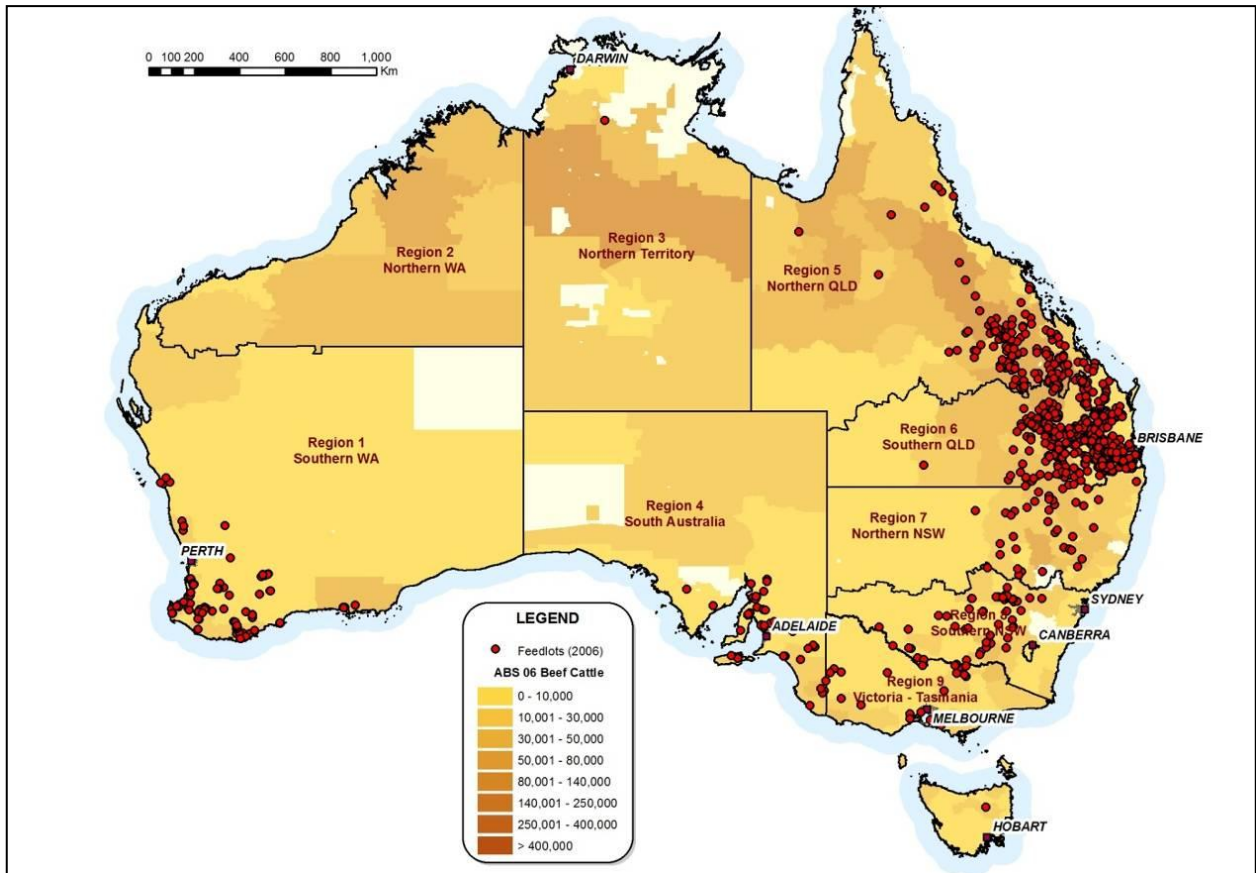 0 100 200 400 600 800 1,000
Km
DARWIN
Region 2
Northern WA
Region 3
Northern Territory
Region 5
Northern QLD
Region 1
Southern WA
Region 6
Southern QLD
BRISBANE
Region 4
South Australia
Region 7
Northern NSW
PERTH
SYDNEY
Region 8
Southern NSW
ADELAIDE
CANBERRA
Region 9
Victoria - Tasmania
MELBOURNE
HOBART
LEGEND
Feedlots (2006)
ABS 06 Beef Cattle
0 - 10,000
10,001 - 30,000
30,001 - 50,000
50,001 - 80,000
80,001 - 140,000
140,001 - 250,000
250,001 - 400,000
> 400,000